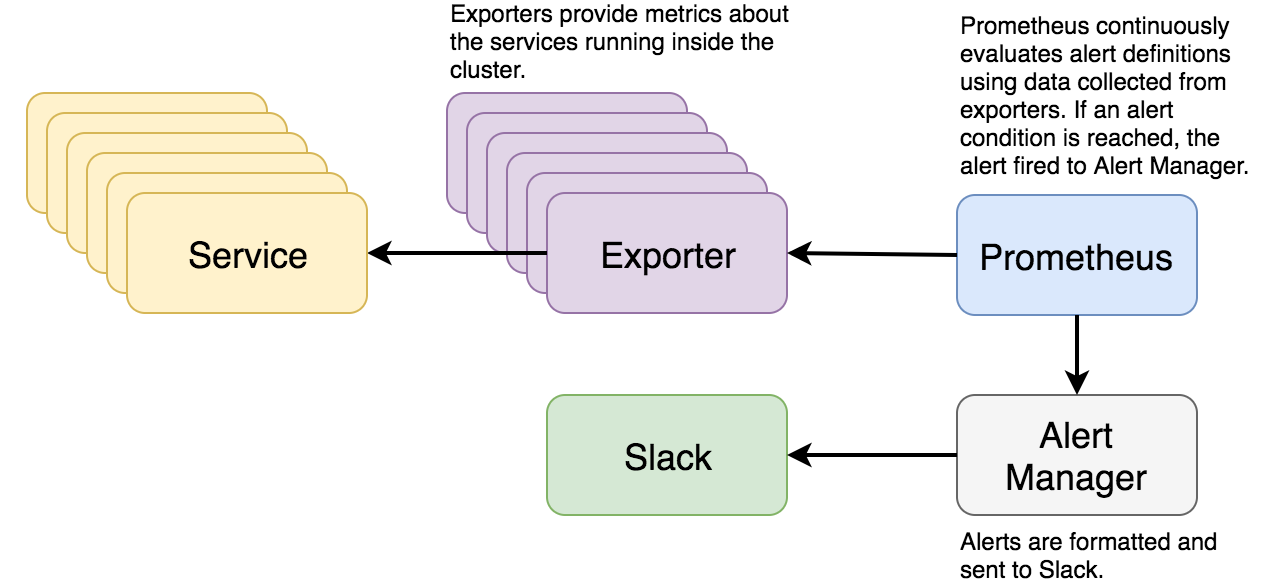 Exporters provide metrics about
the services running inside the
cluster.
Prometheus continuously
evaluates alert definitions
using data collected from
exporters. If an alert
condition is reached, the
alert fired to Alert Manager.
Service
Exporter
Prometheus
Slack
Alert
Manager
Alerts are formatted and
sent to Slack.